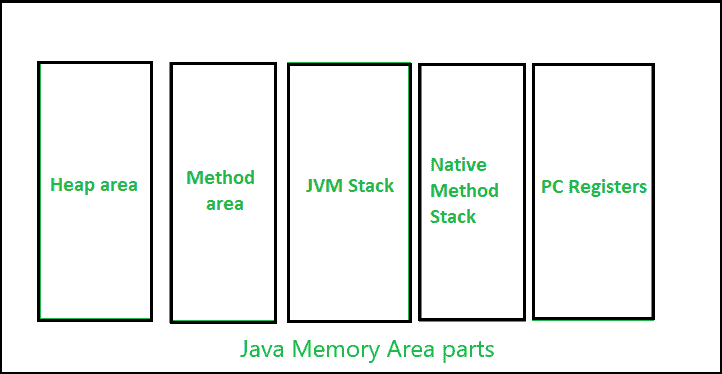 Heap area
Method
area
JVM Stack
Native
Method
Stack
PC Registers
Java Memory Area parts